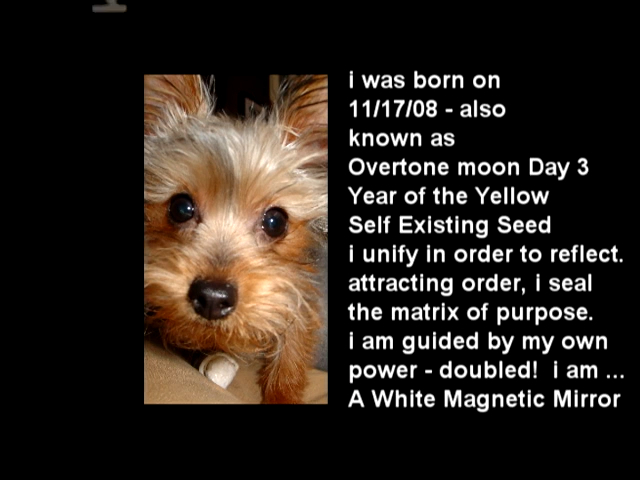 i was born on
11/17/08 - also
known as
Overtone moon Day 3
Year of the Yellow
Self Existing Seed
i unify in order to reflect.
attracting order, i seal
the matrix of purpose.
i am guided by my own
power - doubled!  i am ...
A White Magnetic Mirror